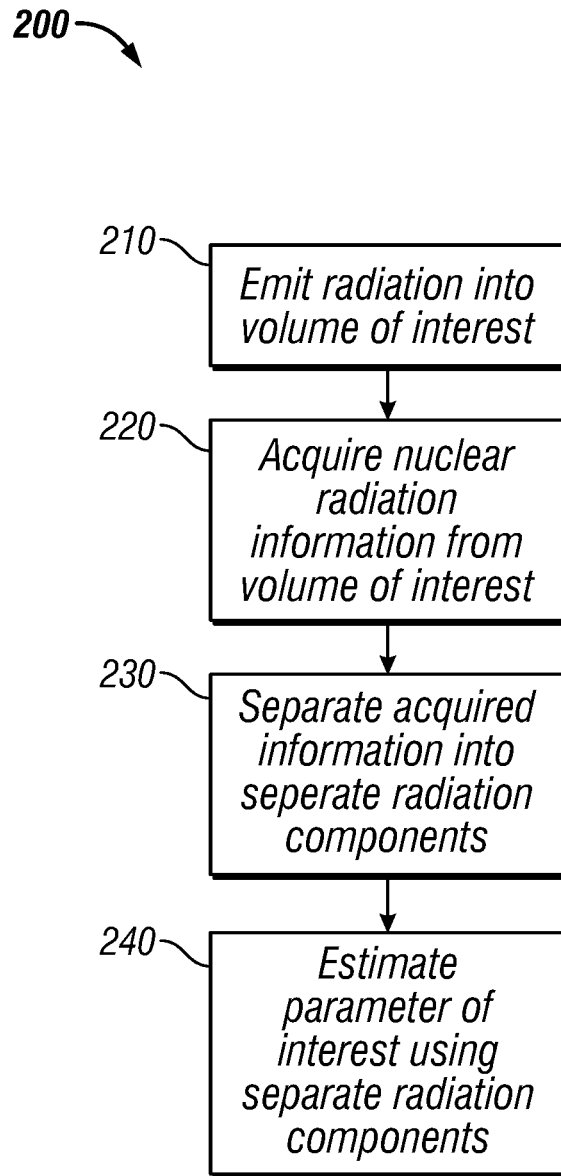 200
210
Emit radiation into
volume of interest
220
Acquire nuclear
radiation
information from
volume of interest
230
Separate acquired
information into
seperate radiation
components
240
Estimate
parameter of
interest using
separate radiation
components